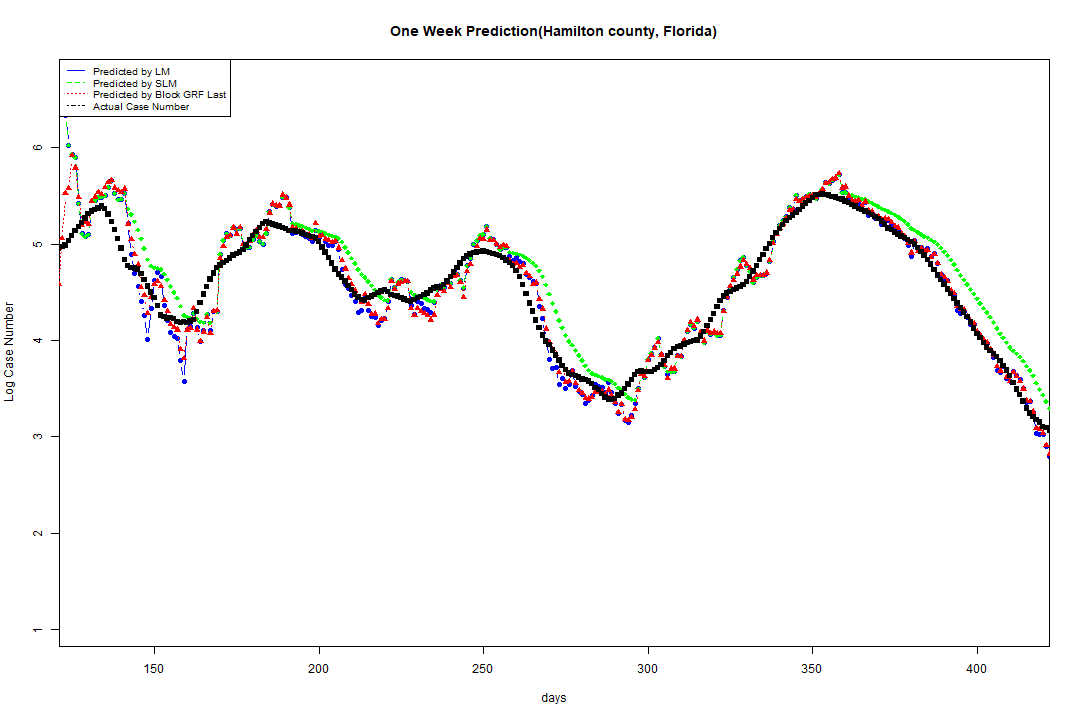 One Week Prediction(Hamilton county, Florida)
Predicted by LM
Predicted by SLM
Predicted by Block GRF Last
Actual Case Number
6
5
4
3
2
1
Log Case Number
150 200 250 300 350 400
days